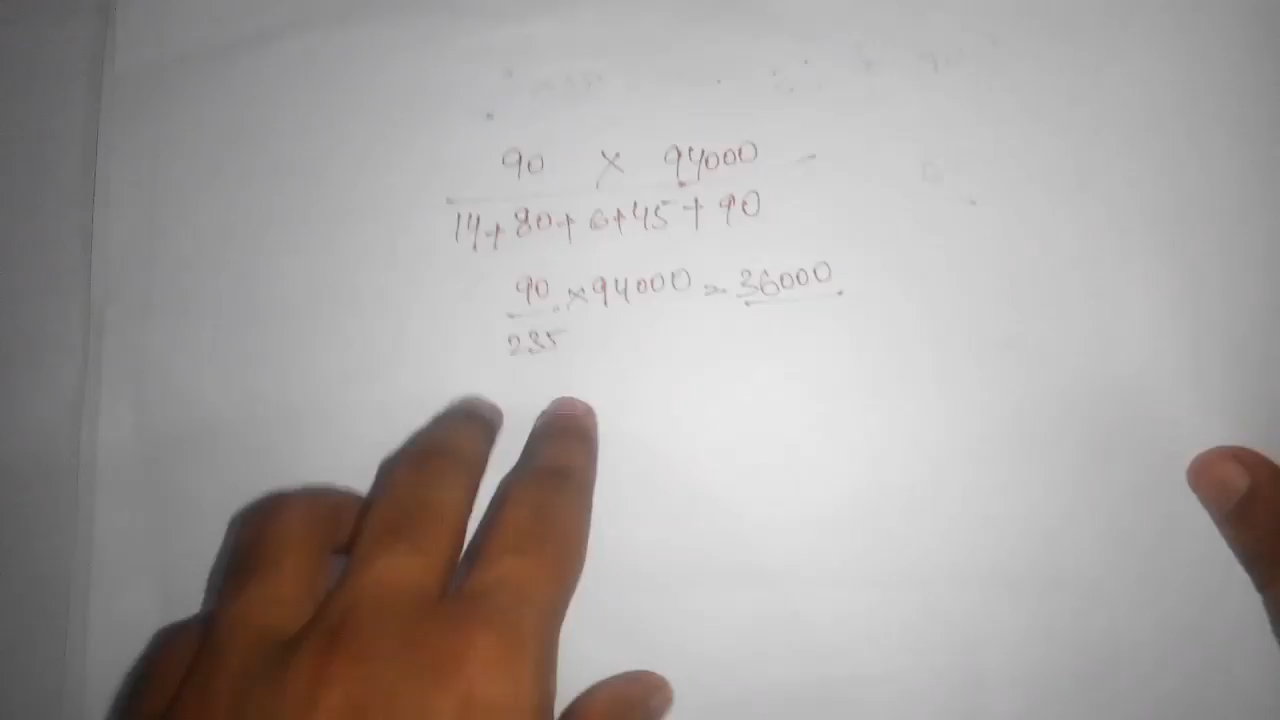 90 × 94000
14+80+6+45+90
90 × 94000 = 36000
235